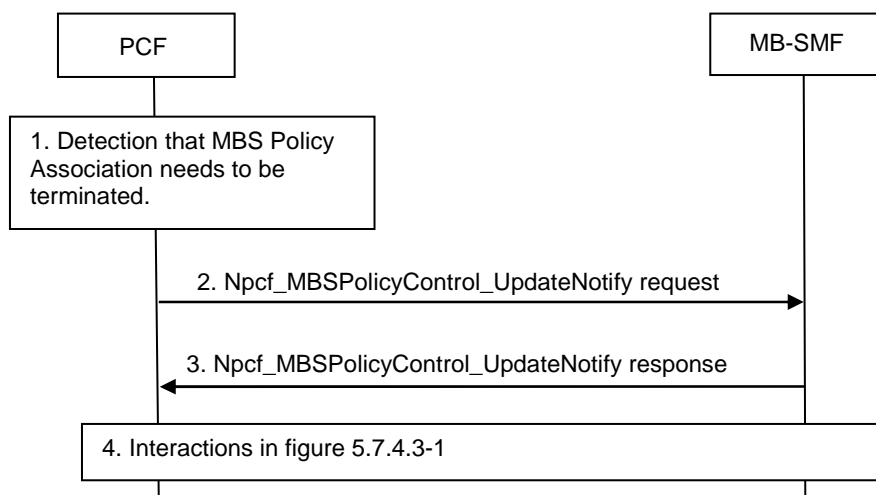 PCF
MB-SMF
1. Detection that MBS Policy
Association needs to be
terminated.
2. Npcf_MBSPolicyControl_UpdateNotify request
3. Npcf_MBSPolicyControl_UpdateNotify response
4. Interactions in figure 5.7.4.3-1